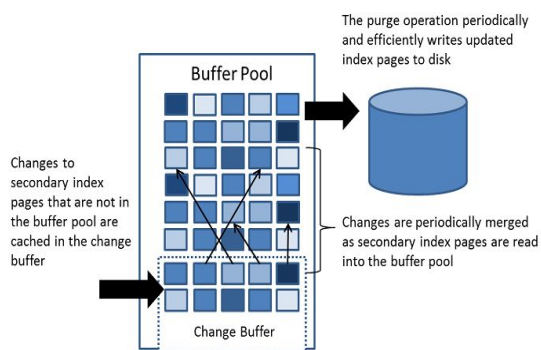 The purge operation periodically
and efficiently writes updated
index pages to disk
Buffer Pool
Changes to
secondary index
pages that are not in
the buffer pool are
cached in the change
buffer
Changes are periodically merged
as secondary index pages are read
into the buffer pool
Change Buffer